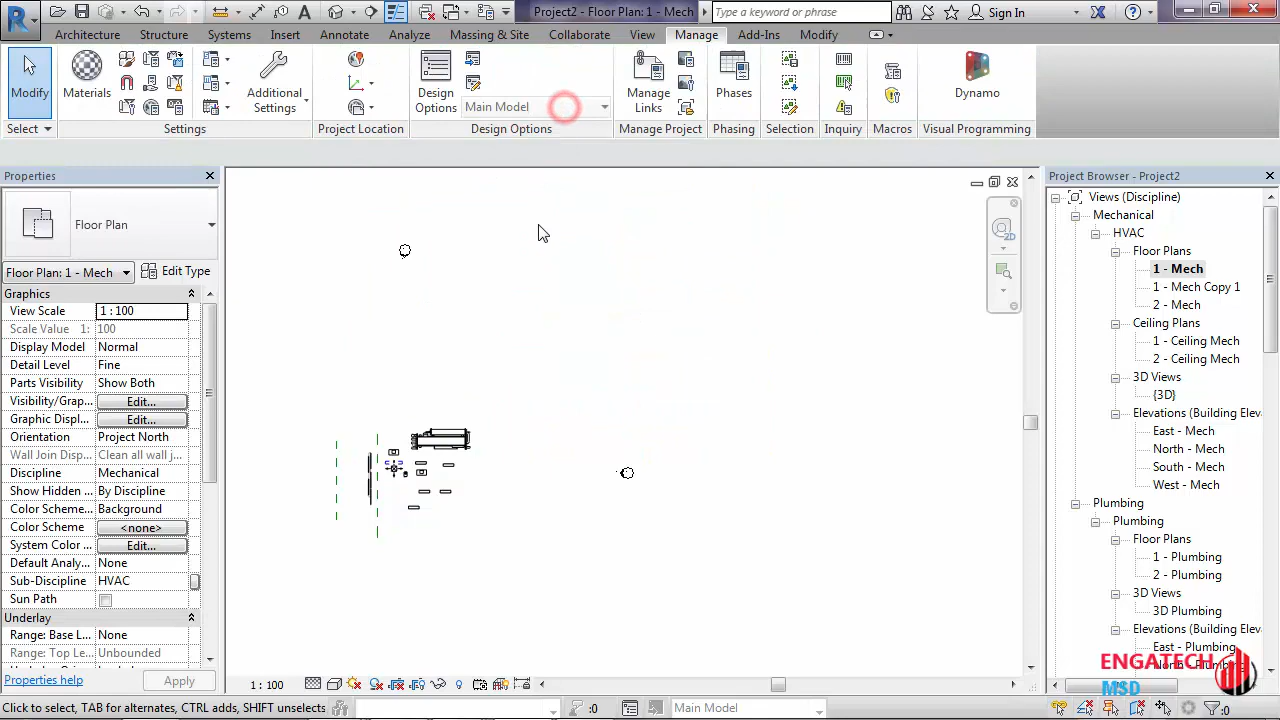 Project2 - Floor Plan: 1 - Mech
Type a keyword or phrase
Sign In
Architecture Structure Systems Insert Annotate Analyze Massing & Site Collaborate View Manage Add-Ins Modify
Modify
Materials
Additional Settings
Design Options
Main Model
Manage Links
Phases
Dynamo
Select Settings Project Location Design Options Manage Project Phasing Selection Inquiry Macros Visual Programming
Properties
Floor Plan
Floor Plan: 1 - Mech Edit Type
Graphics
View Scale 1 : 100
Scale Value 1: 100
Display Model Normal
Detail Level Fine
Parts Visibility Show Both
Visibility/Grap... Edit...
Graphic Displ... Edit...
Orientation Project North
Wall Join Disp... Clean all wall j...
Discipline Mechanical
Show Hidden ... By Discipline
Color Scheme... Background
Color Scheme <none>
System Color ... Edit...
Default Analy... None
Sub-Discipline HVAC
Sun Path
Underlay
Range: Base L... None
Range: Top Le... Unbounded
Properties help Apply
2D
Project Browser - Project2
Views (Discipline)
Mechanical
HVAC
Floor Plans
1 - Mech
1 - Mech Copy 1
2 - Mech
Ceiling Plans
1 - Ceiling Mech
2 - Ceiling Mech
3D Views
{3D}
Elevations (Building Elev
East - Mech
North - Mech
South - Mech
West - Mech
Plumbing
Plumbing
Floor Plans
1 - Plumbing
2 - Plumbing
3D Views
3D Plumbing
Elevations (Building Elev
East - Plumbing
ENGATECH
MSD
1 : 100
Click to select, TAB for alternates, CTRL adds, SHIFT unselects
:0
Main Model
:0